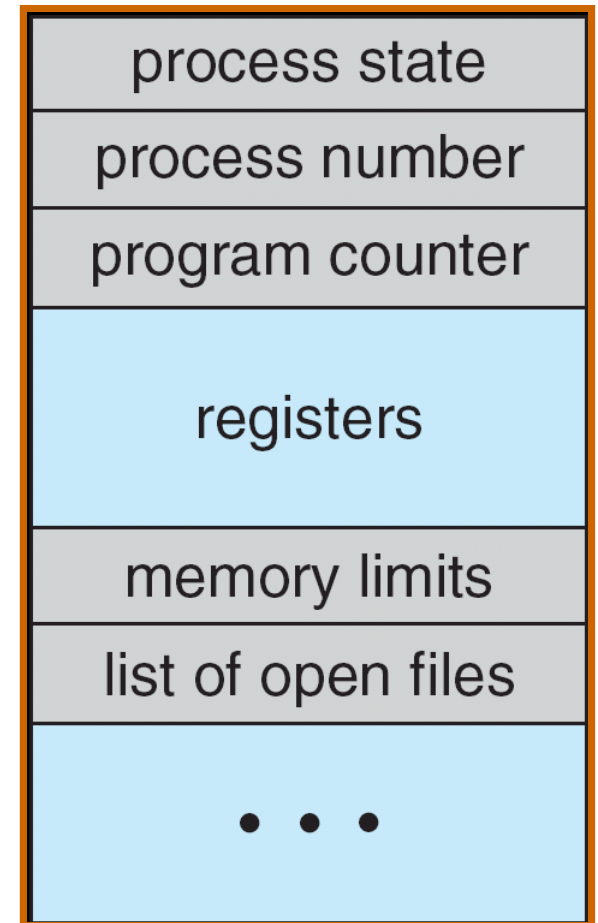 process state
process number
program counter
registers
memory limits
list of open files
• • •